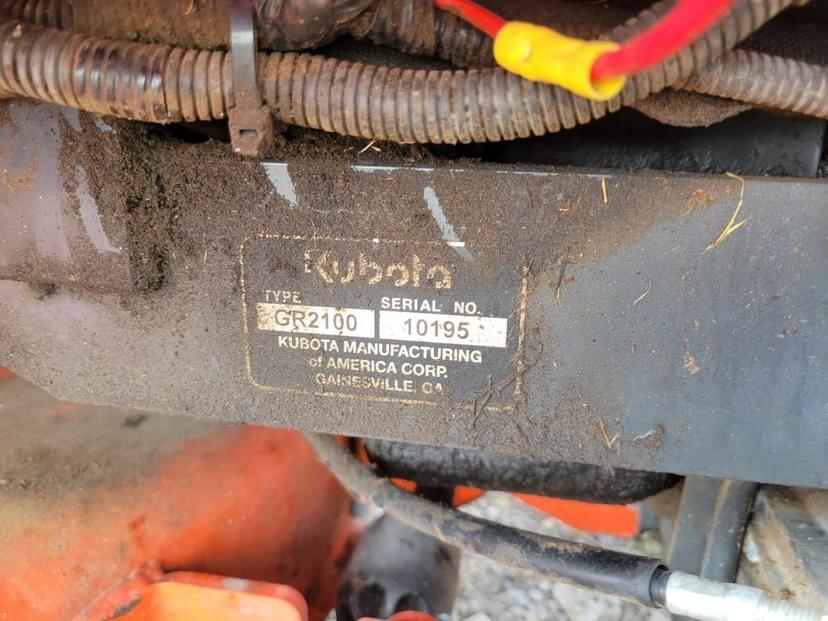 Kubota
TYPE SERIAL NO.
GR2100 10195
KUBOTA MANUFACTURING
of AMERICA CORP.
GAINESVILLE, GA